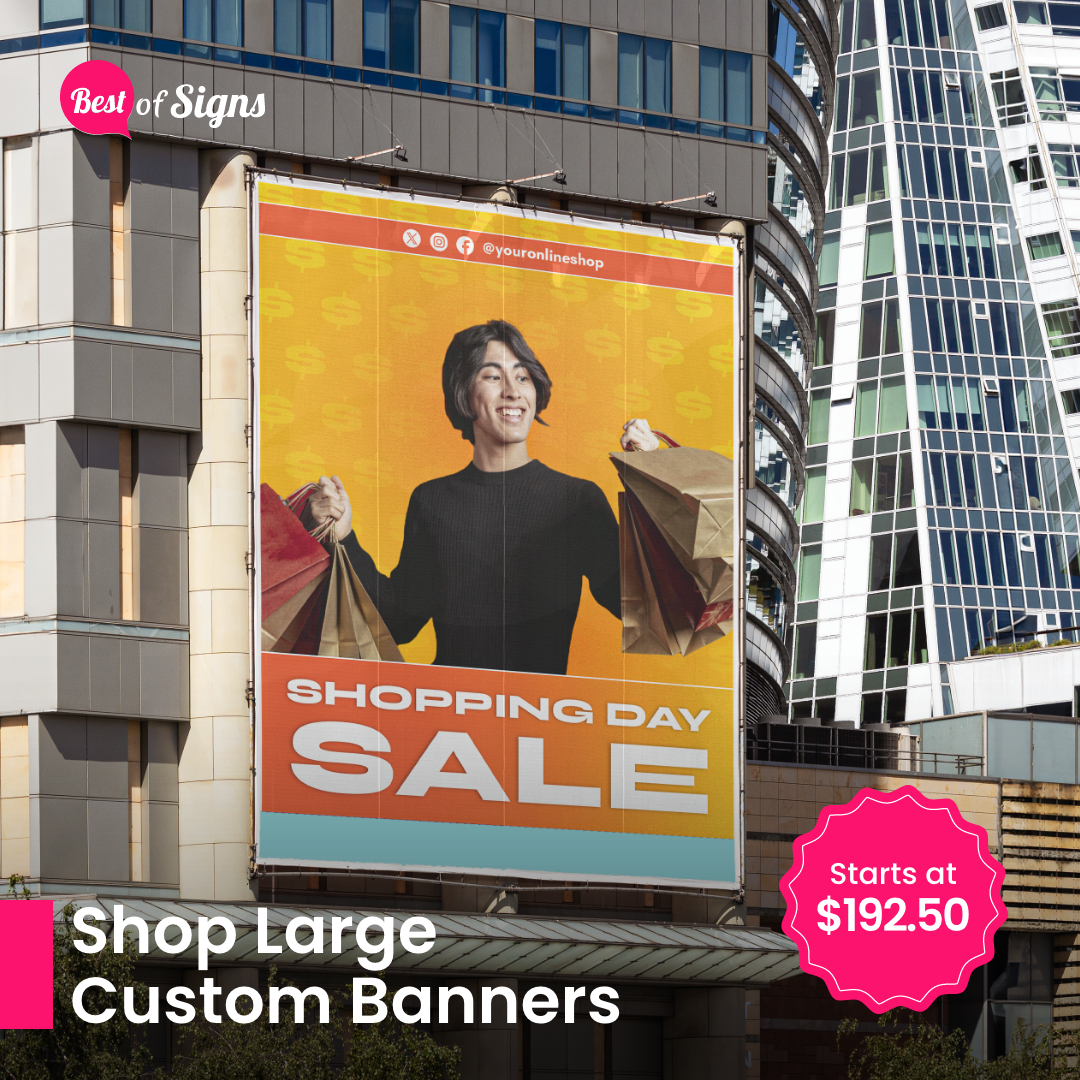 Best of Signs
@youronlineshop
SHOPPING DAY
SALE
Starts at
$192.50
Shop Large
Custom Banners